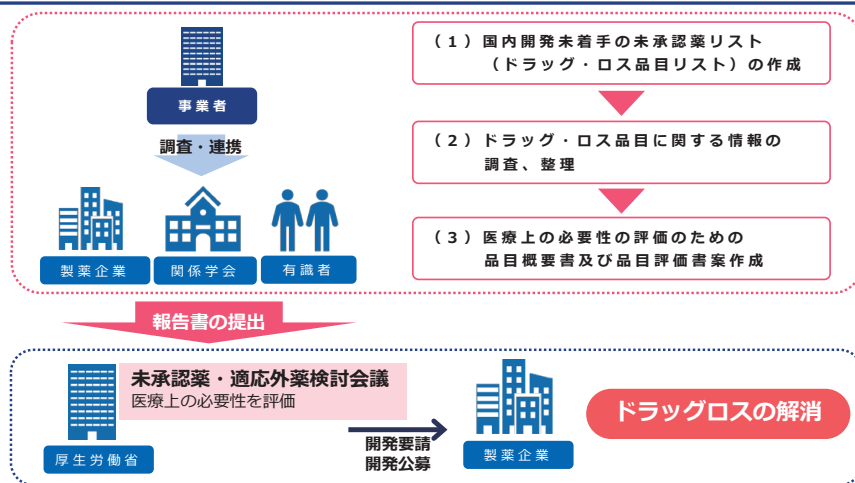 事業者
調査・連携
製薬企業
関係学会
有識者
（１）国内開発未着手の未承認薬リスト
（ドラッグ・ロス品目リスト）の作成
（２）ドラッグ・ロス品目に関する情報の
調査、整理
（３）医療上の必要性の評価のための
品目概要書及び品目評価書案作成
報告書の提出
厚生労働省
未承認薬・適応外薬検討会議
医療上の必要性を評価
開発要請
開発公募
製薬企業
ドラッグロスの解消